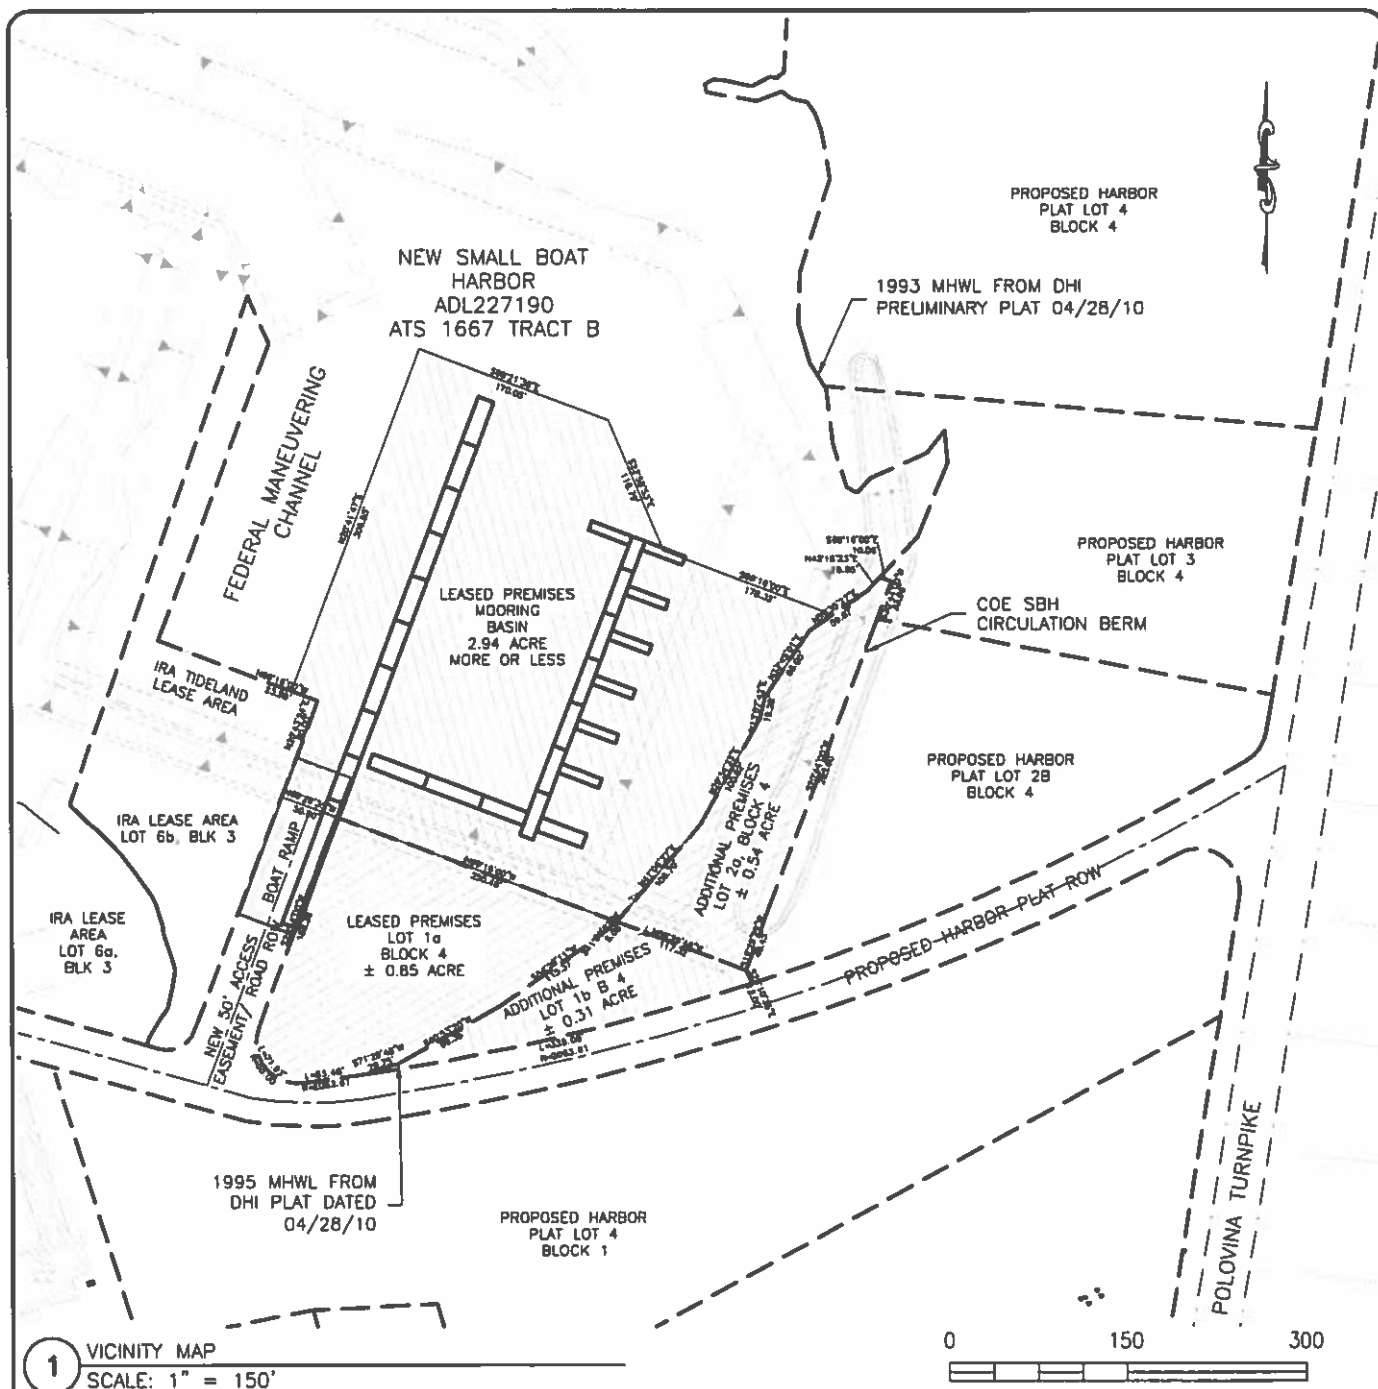 NEW SMALL BOAT
HARBOR
ADL227190
ATS 1667 TRACT B
PROPOSED HARBOR
PLAT LOT 4
BLOCK 4
1993 MHWL FROM DHI
PRELIMINARY PLAT 04/28/10
FEDERAL MANEUVERING
CHANNEL
LEASED PREMISES
MOORING
BASIN
2.94 ACRE
MORE OR LESS
PROPOSED HARBOR
PLAT LOT 3
BLOCK 4
COE SBH
CIRCULATION BERM
IRA TIDELAND
LEASE AREA
PROPOSED HARBOR
PLAT LOT 2B
BLOCK 4
IRA LEASE AREA
LOT 6b, BLK 3
BOAT RAMP
ADDITIONAL PREMISES
LOT 2a, BLOCK 4
± 0.54 ACRE
IRA LEASE
AREA
LOT 6a,
BLK 3
LEASED PREMISES
LOT 1a
BLOCK 4
± 0.85 ACRE
NEW 50' ACCESS
EASEMENT/ ROAD ROW
ADDITIONAL PREMISES
LOT 1b B 4
± 0.31 ACRE
PROPOSED HARBOR PLAT ROW
1995 MHWL FROM
DHI PLAT DATED
04/28/10
PROPOSED HARBOR
PLAT LOT 4
BLOCK 1
POLOVINA TURNPIKE
1
VICINITY MAP
SCALE: 1" = 150'
0 150 300